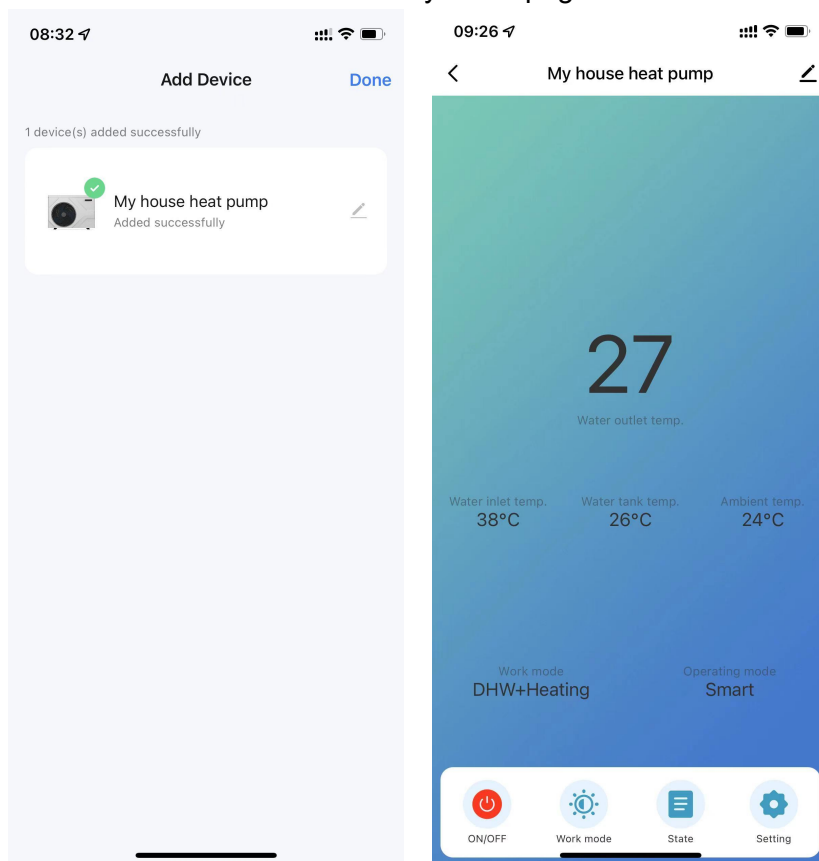 08:32
Add Device
Done
1 device(s) added successfully
My house heat pump
Added successfully
09:26
My house heat pump
27
Water outlet temp.
Water inlet temp. Water tank temp. Ambient temp.
38°C 26°C 24°C
Work mode Operating mode
DHW+Heating Smart
ON/OFF Work mode State Setting